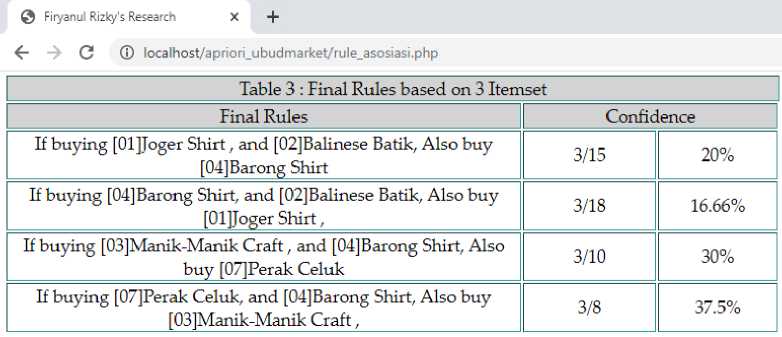 Firyanul Rizky's Research
localhost/apriori_ubudmarket/rule_asosiasi.php
Table 3 : Final Rules based on 3 Itemset
Final Rules Confidence
If buying [01]Joger Shirt , and [02]Balinese Batik, Also buy
[04]Barong Shirt
3/15 20%
If buying [04]Barong Shirt, and [02]Balinese Batik, Also buy
[01]Joger Shirt ,
3/18 16.66%
If buying [03]Manik-Manik Craft , and [04]Barong Shirt, Also
buy [07]Perak Celuk
3/10 30%
If buying [07]Perak Celuk, and [04]Barong Shirt, Also buy
[03]Manik-Manik Craft ,
3/8 37.5%